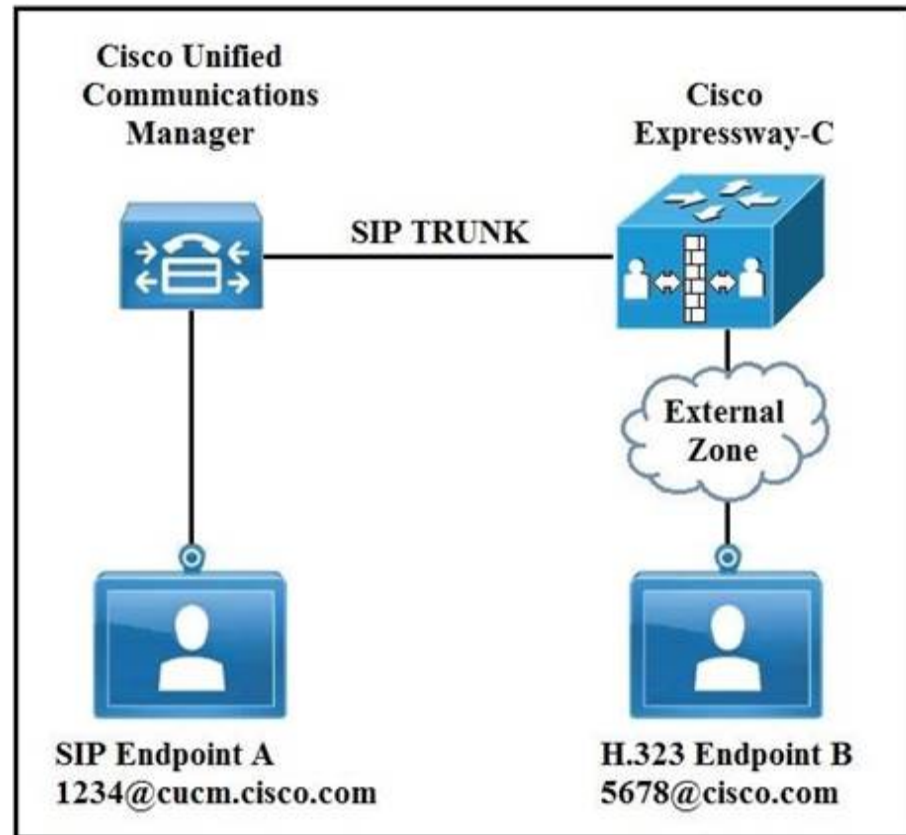 Cisco Unified
Communications
Manager
Cisco
Expressway-C
SIP TRUNK
External
Zone
SIP Endpoint A
1234@cucm.cisco.com
H.323 Endpoint B
5678@cisco.com